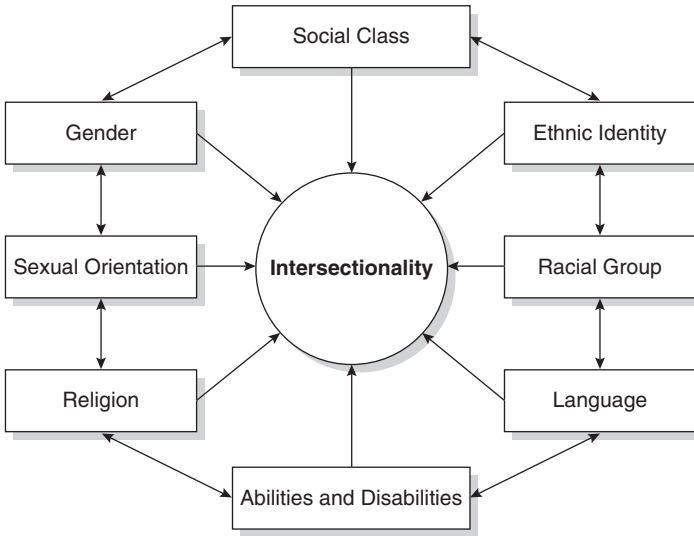 Social Class
Gender
Ethnic Identity
Sexual Orientation
Intersectionality
Racial Group
Religion
Language
Abilities and Disabilities